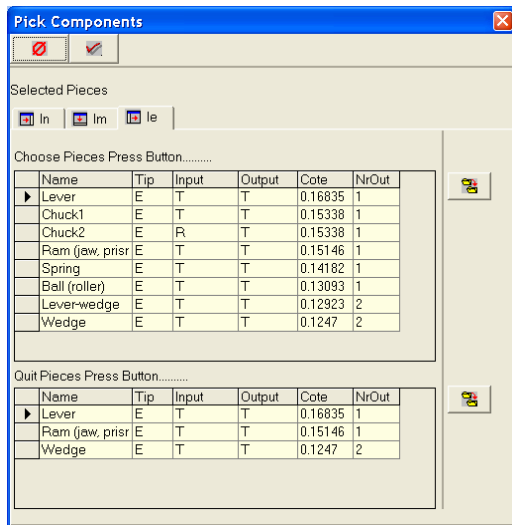 Pick Components
Selected Pieces
In Im Ie
Choose Pieces Press Button..........
Name Tip Input Output Cote NrOut
Lever E T T 0.16835 1
Chuck1 E T T 0.15338 1
Chuck2 E R T 0.15338 1
Ram (jaw, prisr E T T 0.15146 1
Spring E T T 0.14182 1
Ball (roller) E T T 0.13093 1
Lever-wedge E T T 0.12923 2
Wedge E T T 0.1247 2
Quit Pieces Press Button..........
Name Tip Input Output Cote NrOut
Lever E T T 0.16835 1
Ram (jaw, prisr E T T 0.15146 1
Wedge E T T 0.1247 2